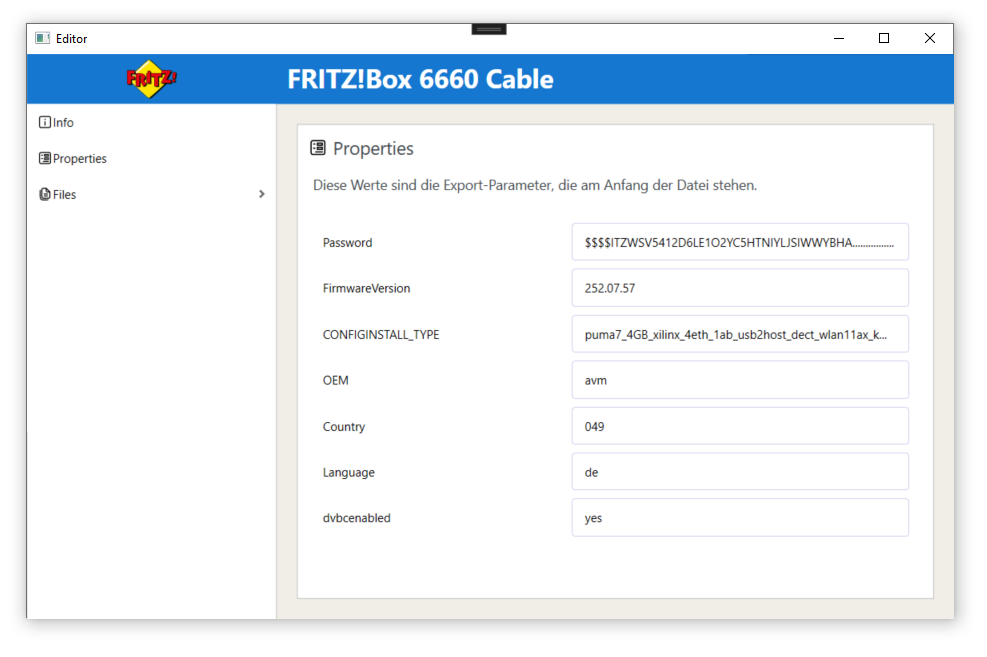 Editor
FRITZ!
FRITZ!Box 6660 Cable
Info
Properties
Files
Properties
Diese Werte sind die Export-Parameter, die am Anfang der Datei stehen.
Password $$$$ITZWSV5412D6LE1O2YC5HTNIYLJSIWWYBHA................
FirmwareVersion 252.07.57
CONFIGINSTALL_TYPE puma7_4GB_xilinx_4eth_1ab_usb2host_dect_wlan11ax_k...
OEM avm
Country 049
Language de
dvbcenabled yes